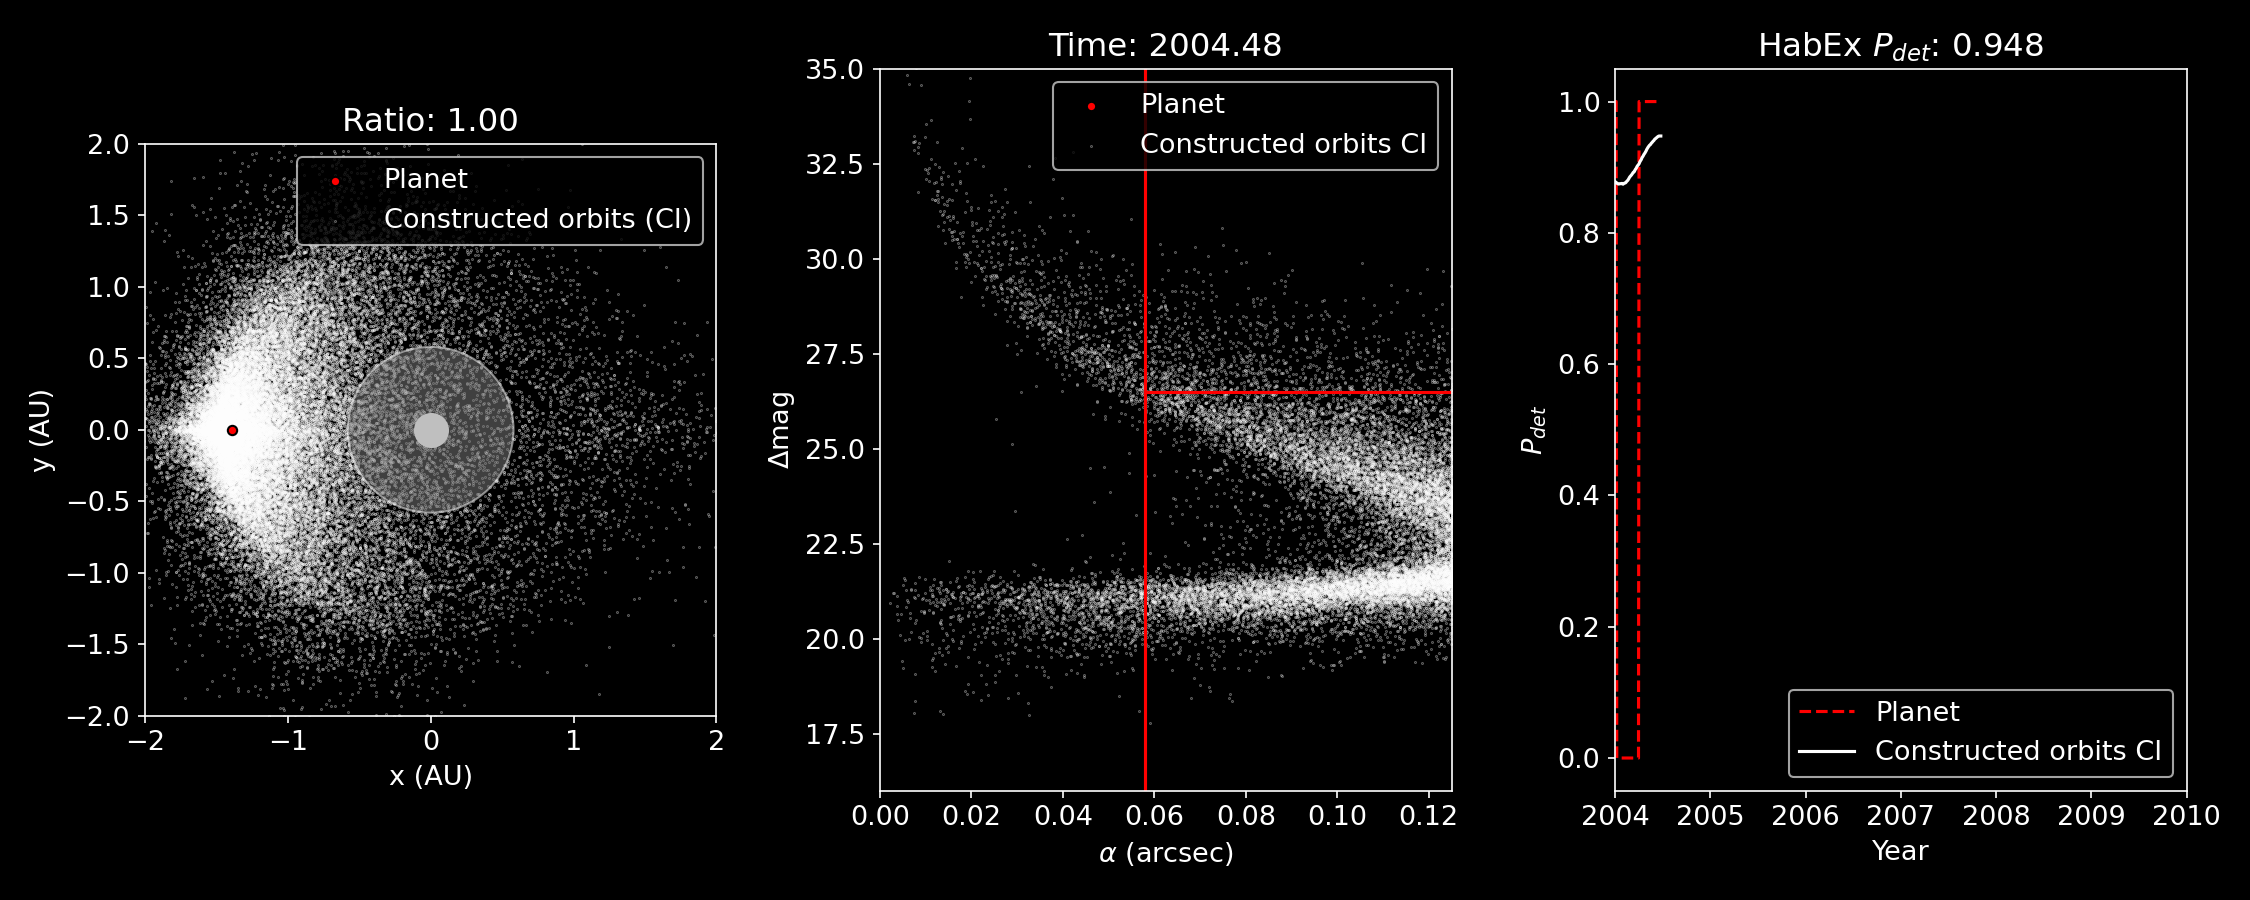 Ratio: 1.00
Planet
Constructed orbits (CI)
2.0
1.5
1.0
0.5
0.0
−0.5
−1.0
−1.5
−2.0
−2
−1
0
1
2
x (AU)
y (AU)
Time: 2004.48
Planet
Constructed orbits CI
35.0
32.5
30.0
27.5
25.0
22.5
20.0
17.5
0.00
0.02
0.04
0.06
0.08
0.10
0.12
α (arcsec)
Δmag
HabEx P_det: 0.948
1.0
0.8
0.6
0.4
0.2
0.0
Planet
Constructed orbits CI
2004
2005
2006
2007
2008
2009
2010
Year
P_det